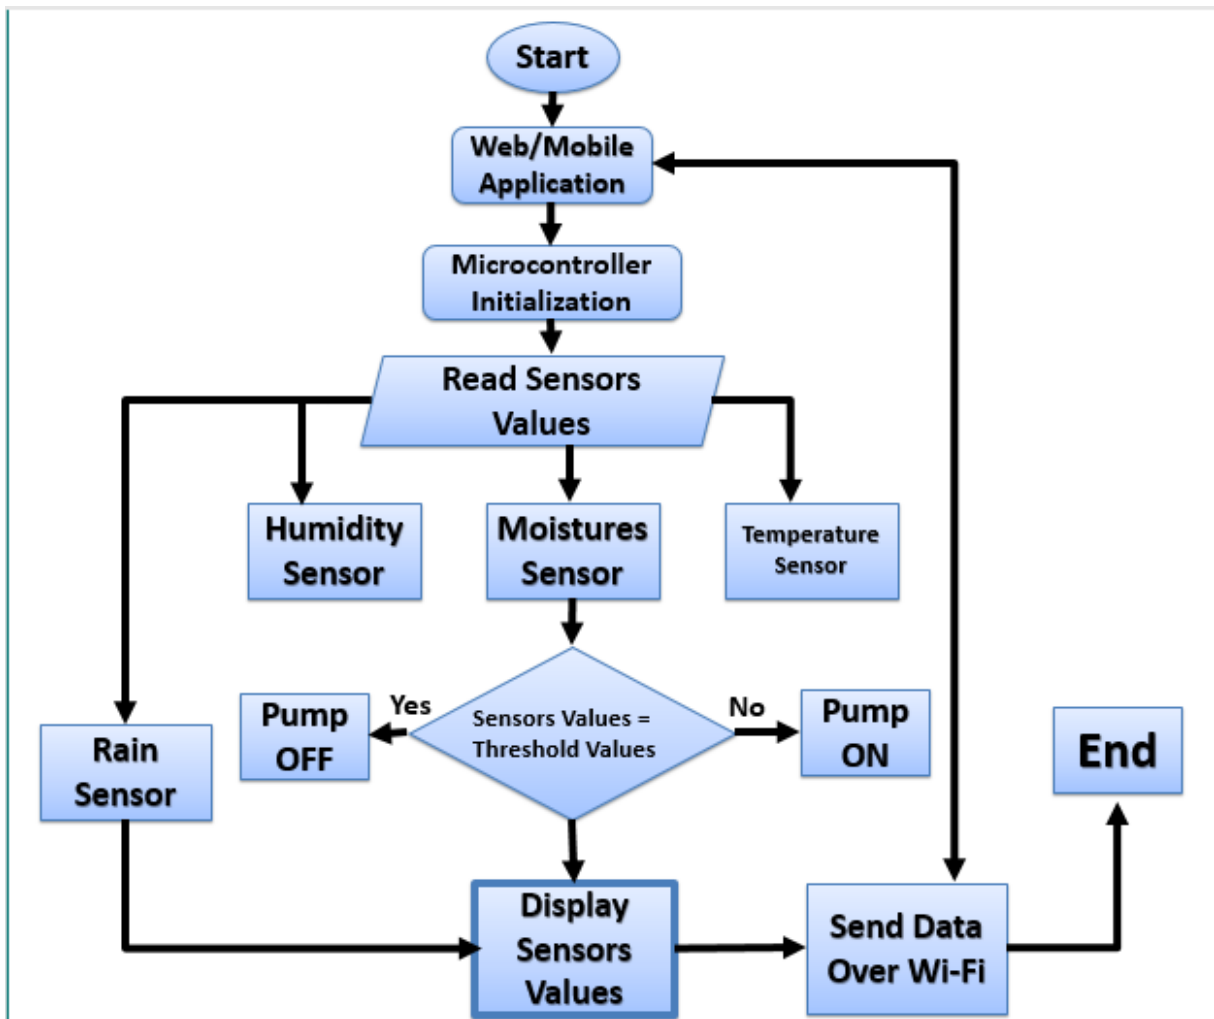 Start
Web/Mobile
Application
Microcontroller
Initialization
Read Sensors
Values
Humidity
Sensor
Moistures
Sensor
Temperature
Sensor
Rain
Sensor
Pump
OFF
Yes
Sensors Values =
Threshold Values
No
Pump
ON
End
Display
Sensors
Values
Send Data
Over Wi-Fi